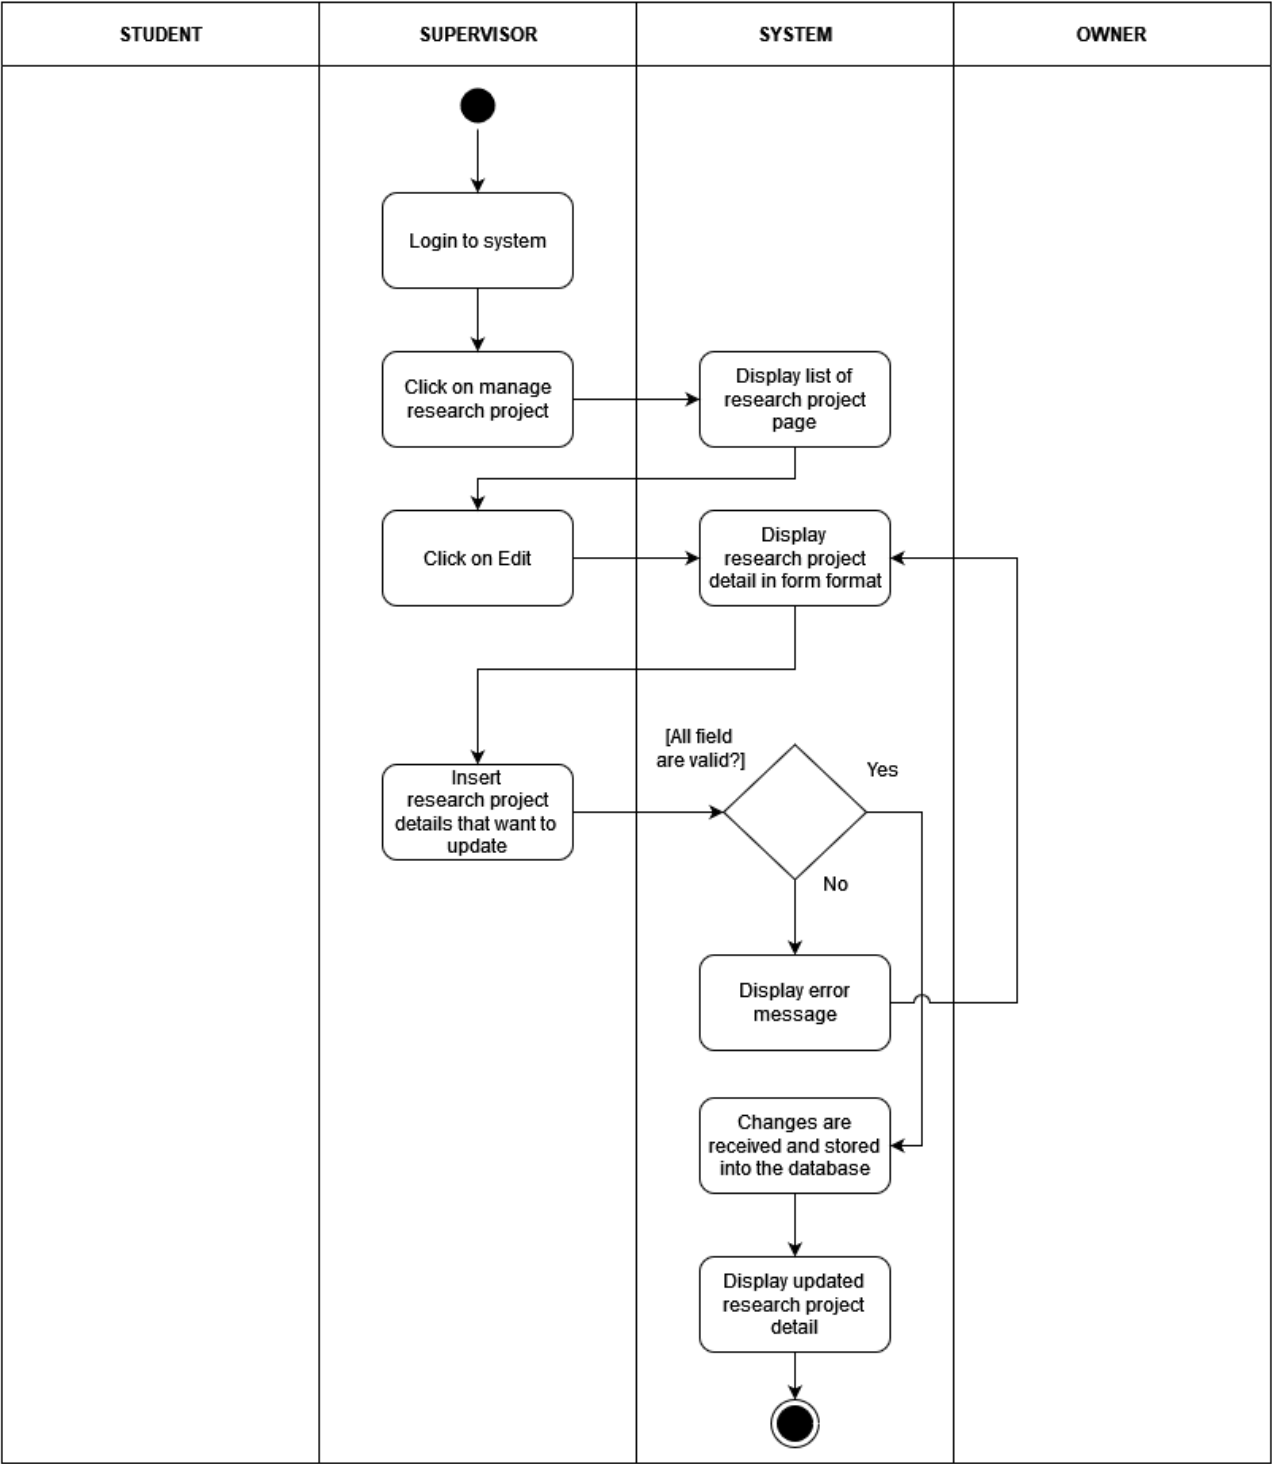 STUDENT
SUPERVISOR
SYSTEM
OWNER
Login to system
Click on manage
research project
Display list of
research project
page
Click on Edit
Display
research project
detail in form format
Insert
research project
details that want to
update
[All field
are valid?]
Yes
No
Display error
message
Changes are
received and stored
into the database
Display updated
research project
detail